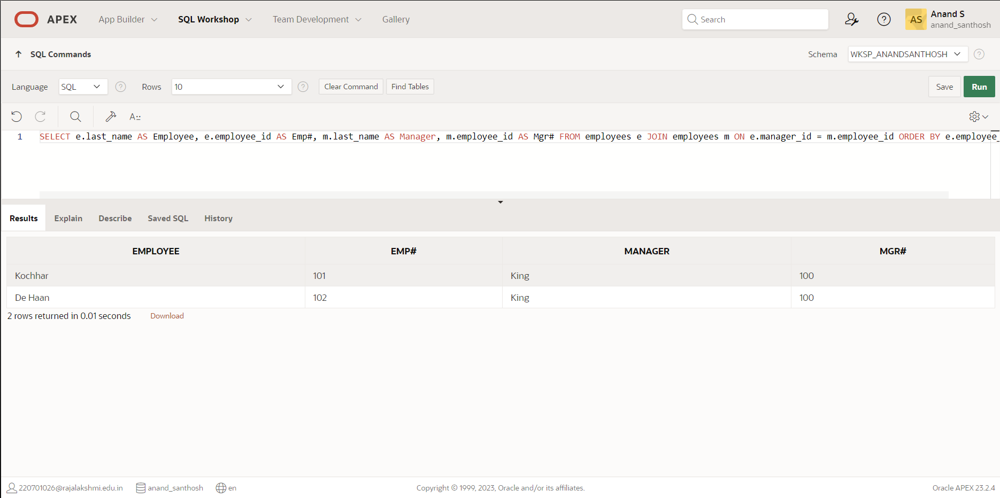 APEX App Builder SQL Workshop Team Development Gallery Search AS Anand S
anand_santhosh
SQL Commands Schema WKSP_ANANDSANTHOSH ?
Language SQL ? Rows 10 ? Clear Command Find Tables Save Run
A::
1 SELECT e.last_name AS Employee, e.employee_id AS Emp#, m.last_name AS Manager, m.employee_id AS Mgr# FROM employees e JOIN employees m ON e.manager_id = m.employee_id ORDER BY e.employee_
Results Explain Describe Saved SQL History
EMPLOYEE EMP# MANAGER MGR#
Kochhar 101 King 100
De Haan 102 King 100
2 rows returned in 0.01 seconds Download
220701026@rajalakshmi.edu.in anand_santhosh en Copyright © 1999, 2023, Oracle and/or its affiliates. Oracle APEX 23.2.4